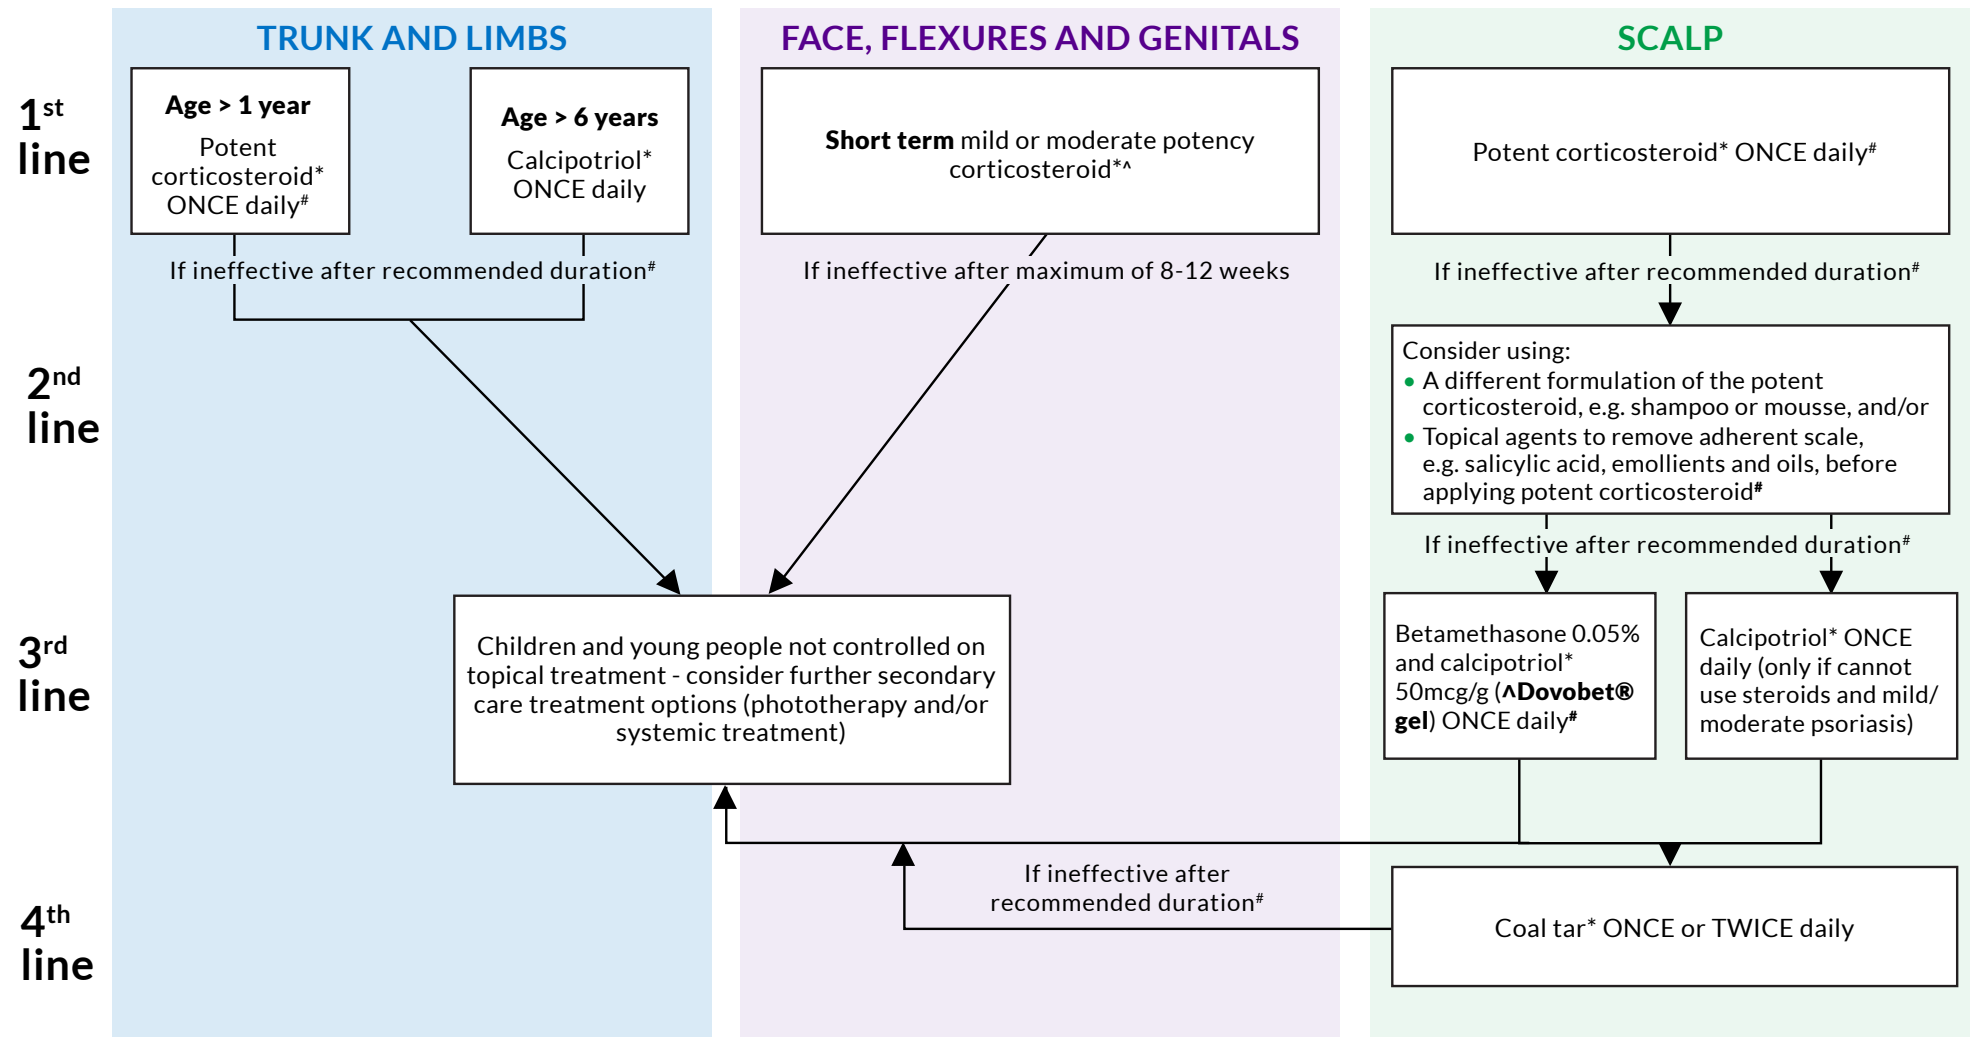 TRUNK AND LIMBS
FACE, FLEXURES AND GENITALS
SCALP
1st
line
Age > 1 year
Potent
corticosteroid*
ONCE daily#
Age > 6 years
Calcipotriol*
ONCE daily
Short term mild or moderate potency
corticosteroid*^
Potent corticosteroid* ONCE daily#
If ineffective after recommended duration#
If ineffective after maximum of 8-12 weeks
If ineffective after recommended duration#
2nd
line
Consider using:
• A different formulation of the potent
corticosteroid, e.g. shampoo or mousse, and/or
• Topical agents to remove adherent scale,
e.g. salicylic acid, emollients and oils, before
applying potent corticosteroid#
If ineffective after recommended duration#
3rd
line
Children and young people not controlled on
topical treatment - consider further secondary
care treatment options (phototherapy and/or
systemic treatment)
Betamethasone 0.05%
and calcipotriol*
50mcg/g (^Dovobet®
gel) ONCE daily#
Calcipotriol* ONCE
daily (only if cannot
use steroids and mild/
moderate psoriasis)
4th
line
If ineffective after
recommended duration#
Coal tar* ONCE or TWICE daily